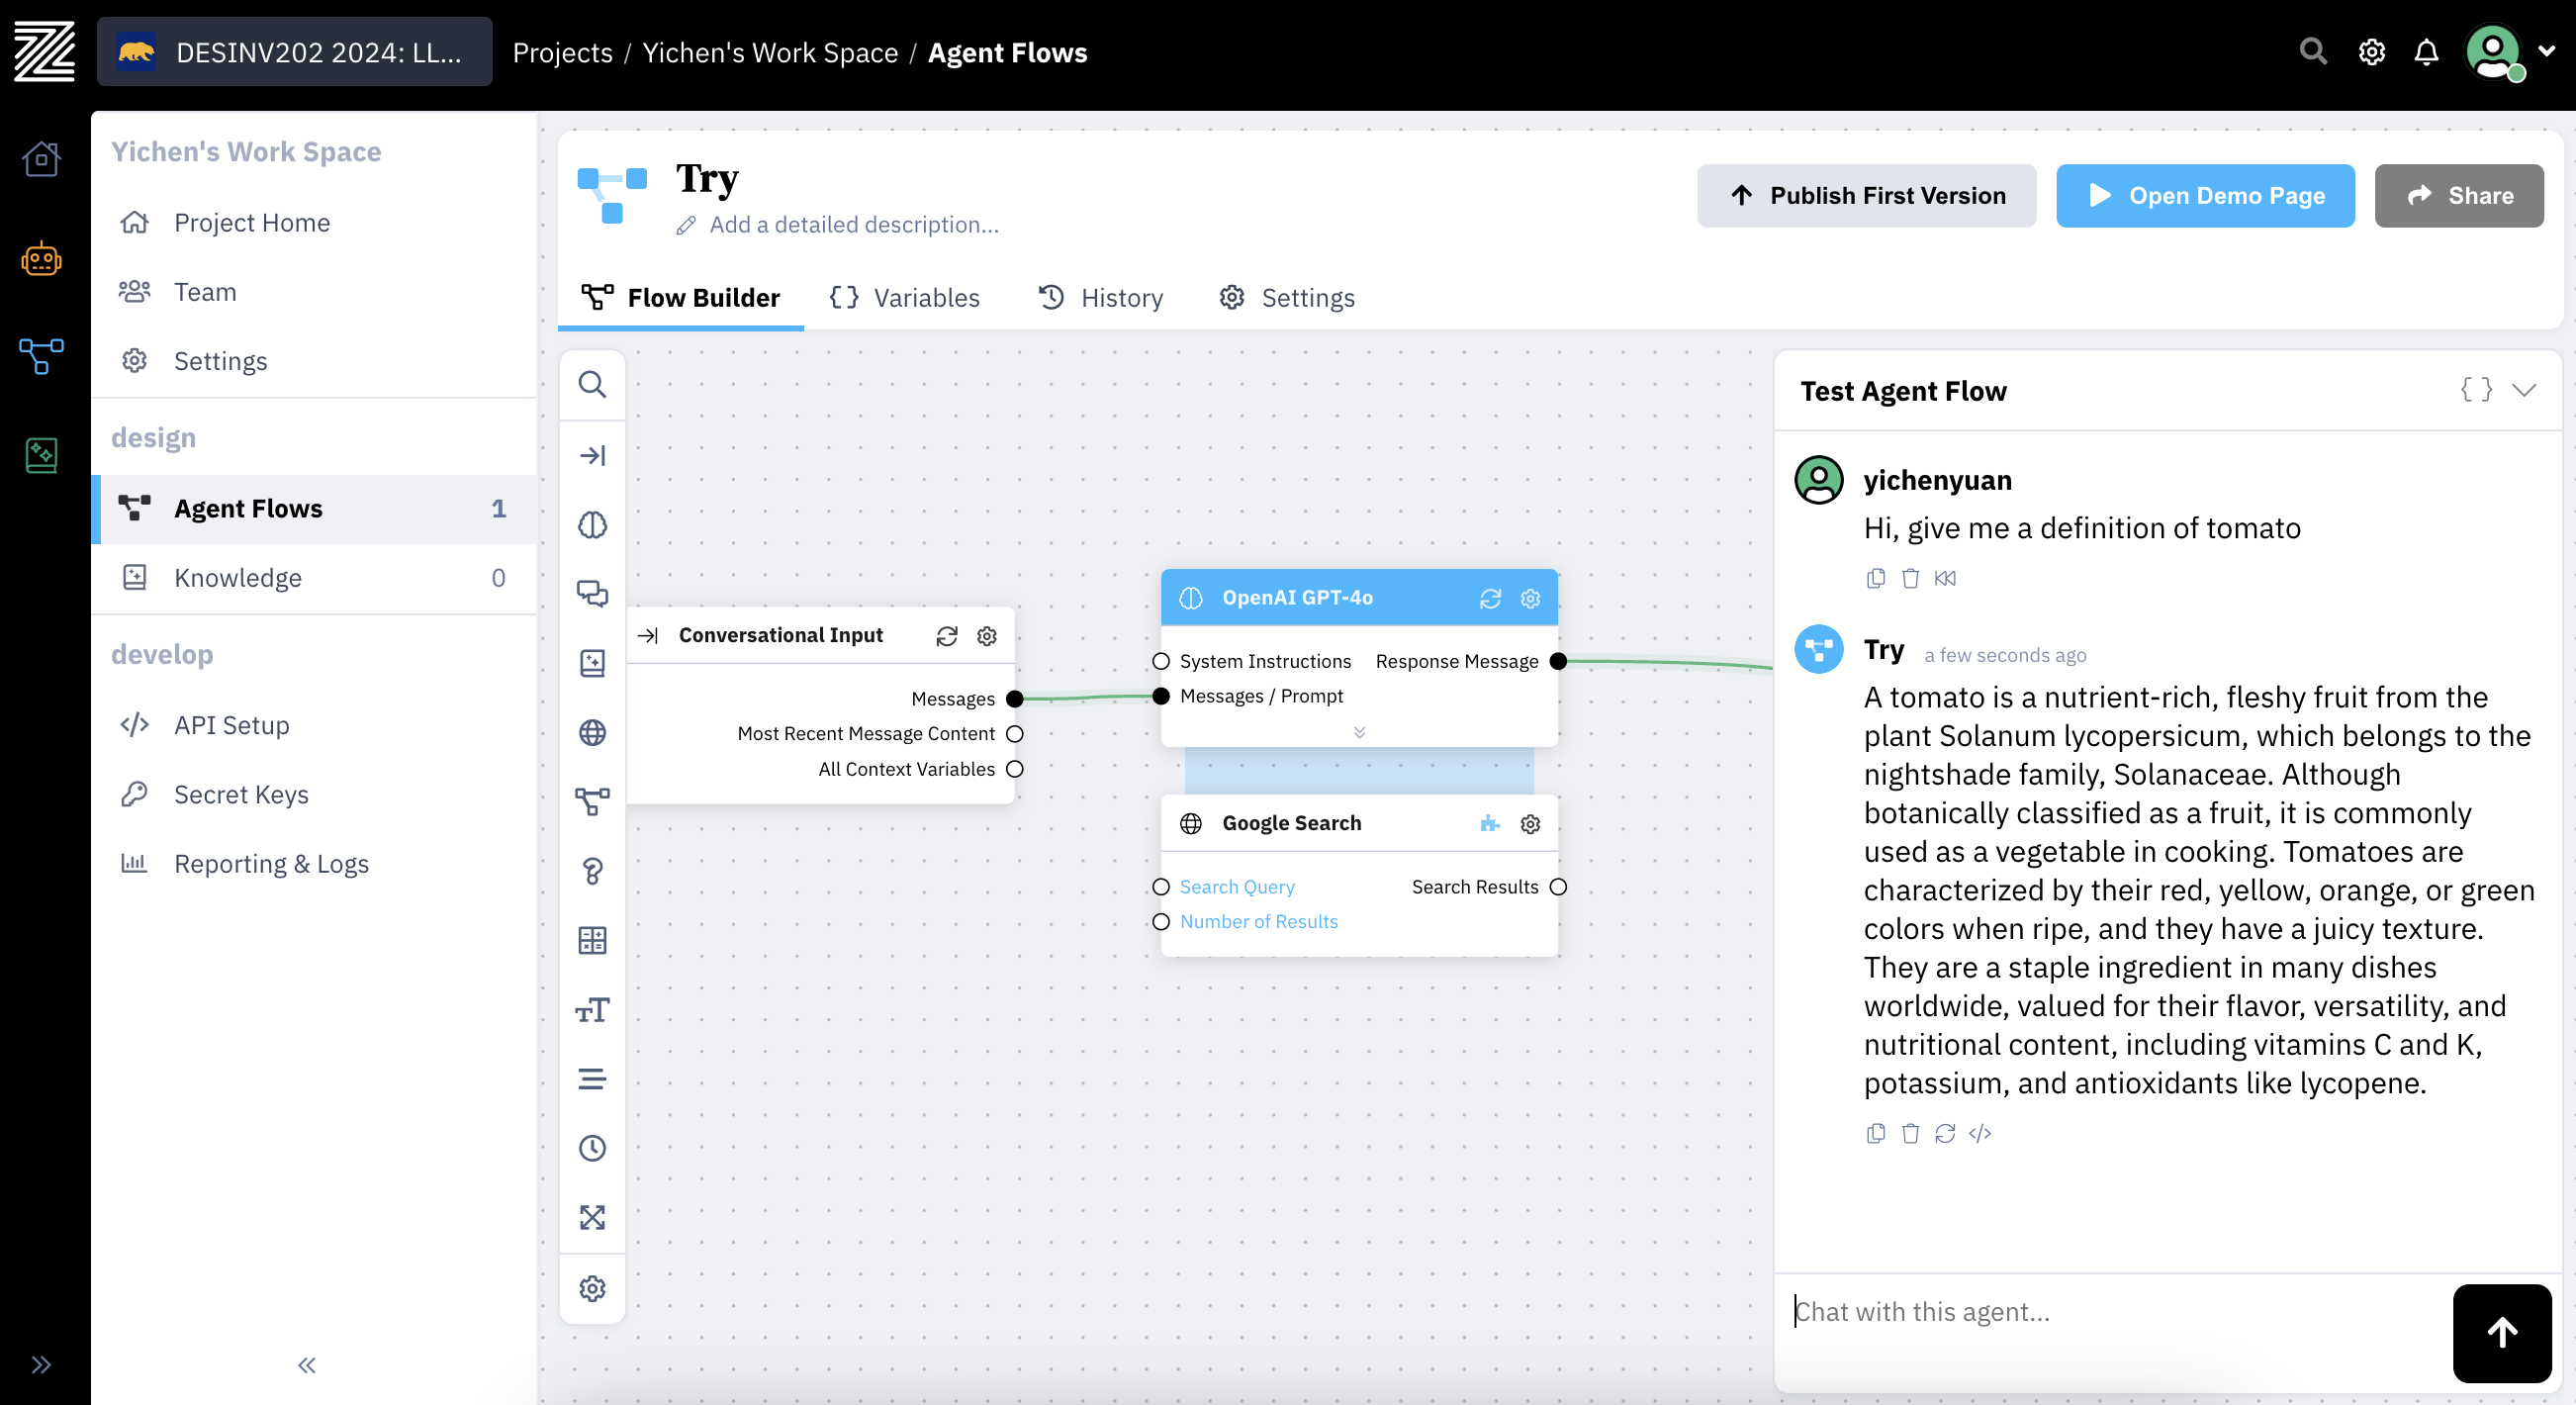 DESINV202 2024: LL...
Projects / Yichen's Work Space / Agent Flows
Yichen's Work Space
Project Home
Team
Settings
design
Agent Flows 1
Knowledge 0
develop
API Setup
Secret Keys
Reporting & Logs
Try
Add a detailed description...
Publish First Version
Open Demo Page
Share
Flow Builder
Variables
History
Settings
Conversational Input
Messages
Most Recent Message Content
All Context Variables
OpenAI GPT-4o
System Instructions Response Message
Messages / Prompt
Google Search
Search Query Search Results
Number of Results
Test Agent Flow
yichenyuan
Hi, give me a definition of tomato
Try a few seconds ago
A tomato is a nutrient-rich, fleshy fruit from the
plant Solanum lycopersicum, which belongs to the
nightshade family, Solanaceae. Although
botanically classified as a fruit, it is commonly
used as a vegetable in cooking. Tomatoes are
characterized by their red, yellow, orange, or green
colors when ripe, and they have a juicy texture.
They are a staple ingredient in many dishes
worldwide, valued for their flavor, versatility, and
nutritional content, including vitamins C and K,
potassium, and antioxidants like lycopene.
Chat with this agent...